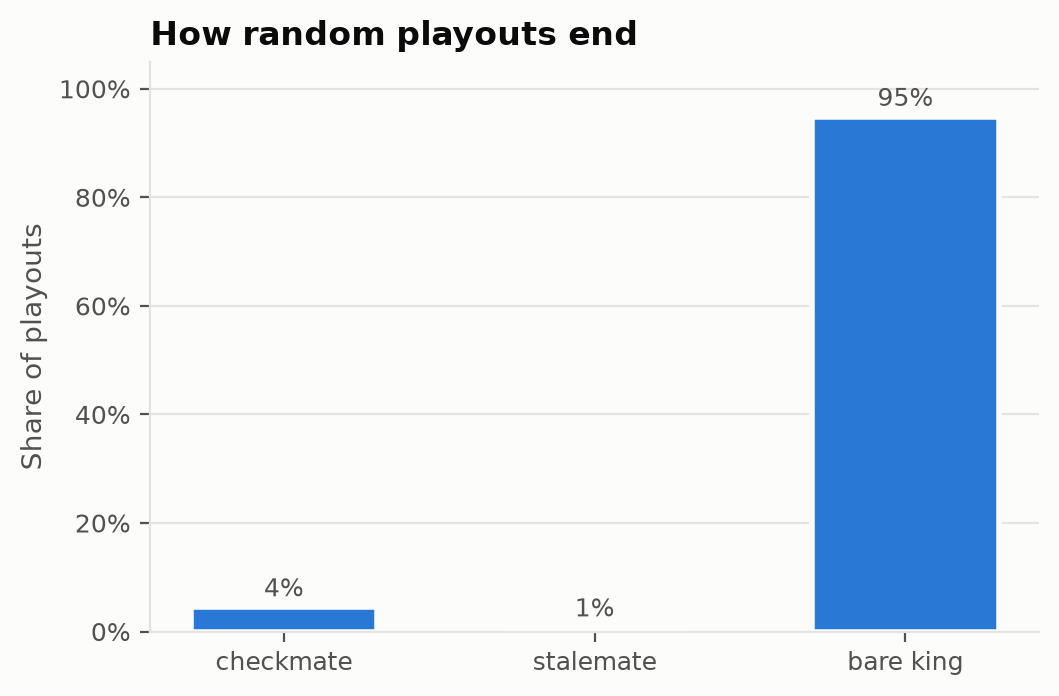 How random playouts end
Share of playouts
100%
80%
60%
40%
20%
0%
4%
1%
95%
checkmate
stalemate
bare king